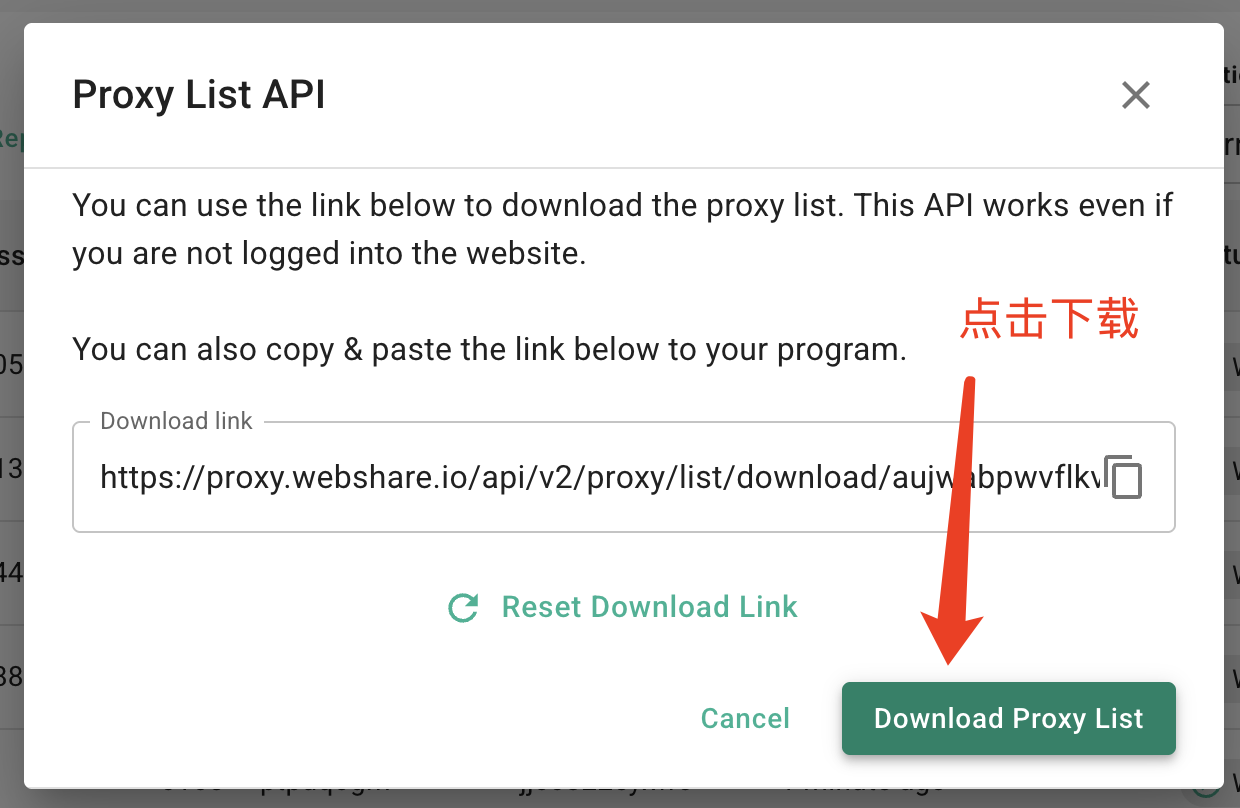 Proxy List API
You can use the link below to download the proxy list. This API works even if
you are not logged into the website.
点击下载
You can also copy & paste the link below to your program.
Download link
https://proxy.webshare.io/api/v2/proxy/list/download/aujwabpwvflkv
Reset Download Link
Cancel
Download Proxy List